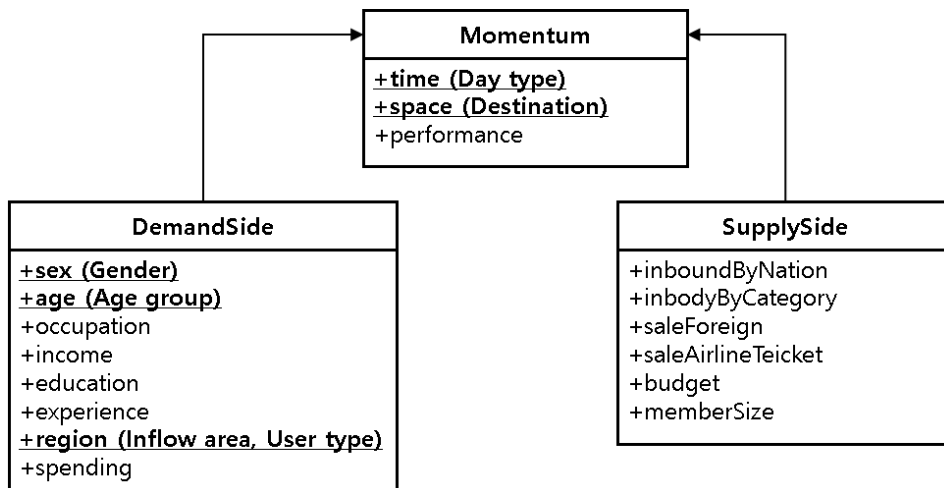 Momentum
+time (Day type)
+space (Destination)
+performance
DemandSide
+sex (Gender)
+age (Age group)
+occupation
+income
+education
+experience
+region (Inflow area, User type)
+spending
SupplySide
+inboundByNation
+inbodyByCategory
+saleForeign
+saleAirlineTeicket
+budget
+memberSize